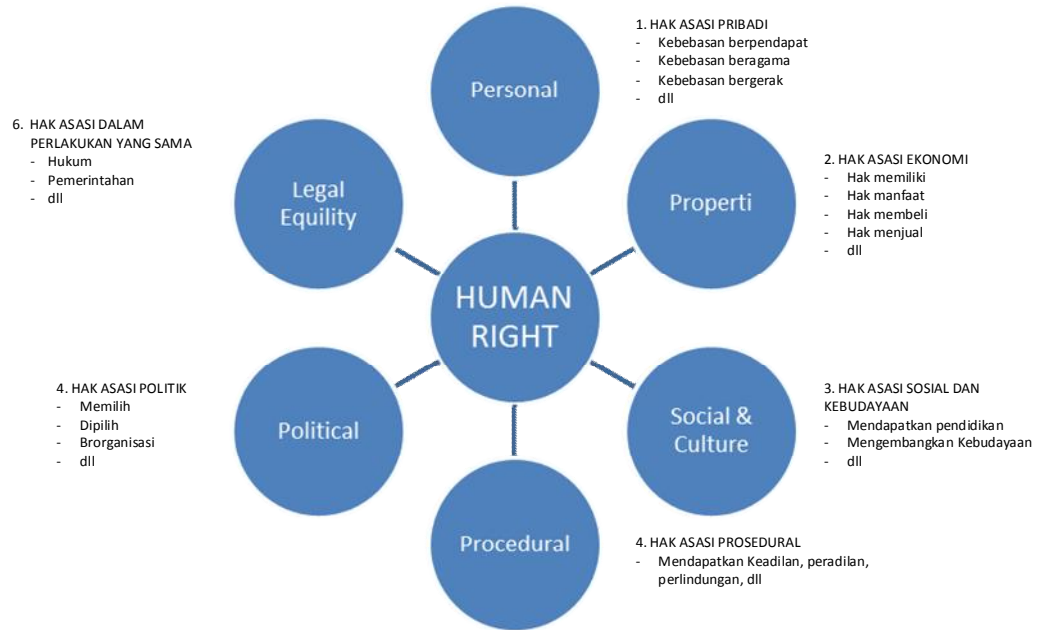 Personal
1. HAK ASASI PRIBADI
- Kebebasan berpendapat
- Kebebasan beragama
- Kebebasan bergerak
- dll
Properti
2. HAK ASASI EKONOMI
- Hak memiliki
- Hak manfaat
- Hak membeli
- Hak menjual
- dll
Social &
Culture
3. HAK ASASI SOSIAL DAN
KEBUDAYAAN
- Mendapatkan pendidikan
- Mengembangkan Kebudayaan
- dll
Procedural
4. HAK ASASI PROSEDURAL
- Mendapatkan Keadilan, peradilan,
perlindungan, dll
Political
4. HAK ASASI POLITIK
- Memilih
- Dipilih
- Brorganisasi
- dll
Legal
Equility
6. HAK ASASI DALAM
PERLAKUKAN YANG SAMA
- Hukum
- Pemerintahan
- dll
HUMAN
RIGHT